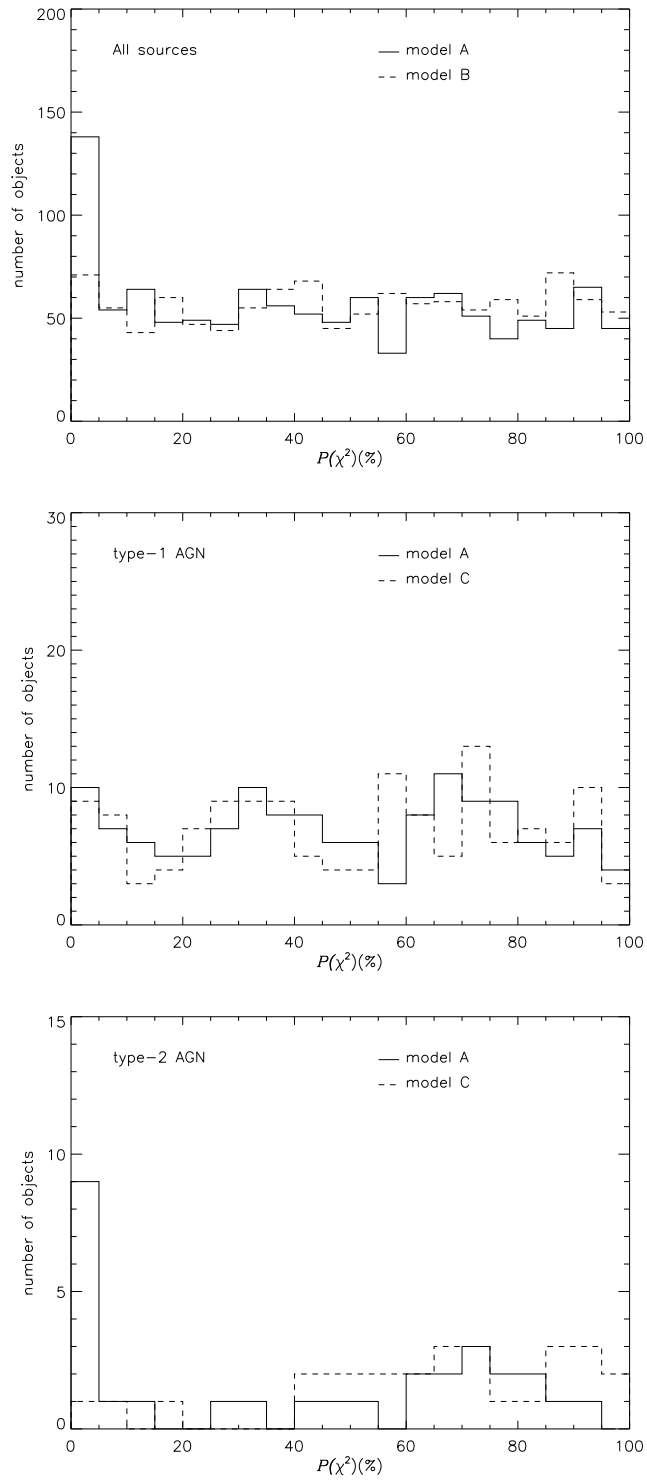 200
All sources
model A
model B
150
100
50
0
number of objects
0 20 40 60 80 100
P(χ²)(%)
30
type-1 AGN
model A
model C
20
10
0
number of objects
0 20 40 60 80 100
P(χ²)(%)
15
type-2 AGN
model A
model C
10
5
0
number of objects
0 20 40 60 80 100
P(χ²)(%)